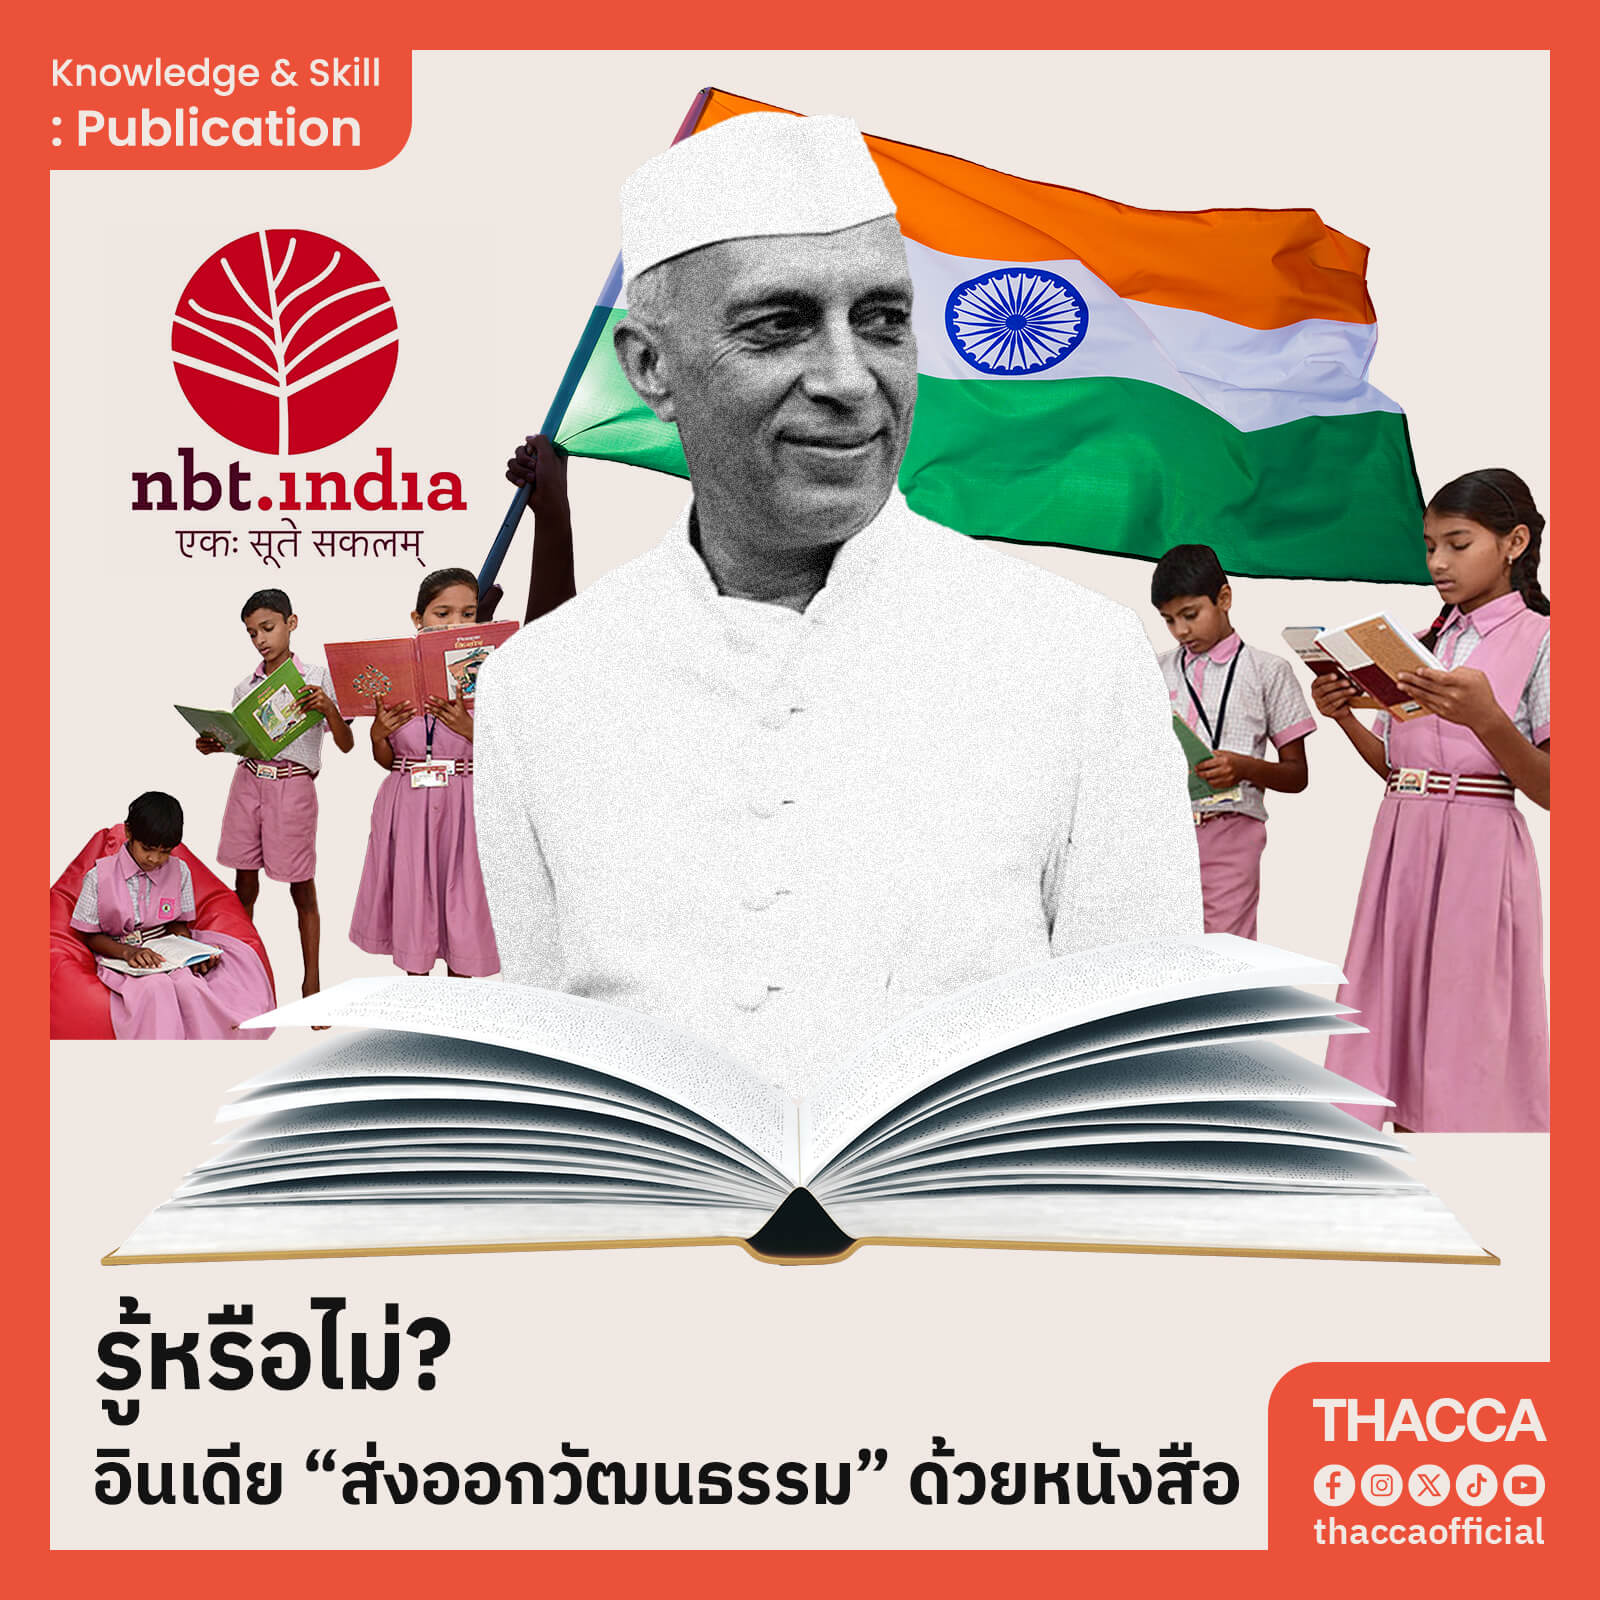 Knowledge & Skill
: Publication
nbt.india
एकः सूते सकलम्
รู้หรือไม่?
อินเดีย “ส่งออกวัฒนธรรม” ด้วยหนังสือ
THACCA
thaccaofficial